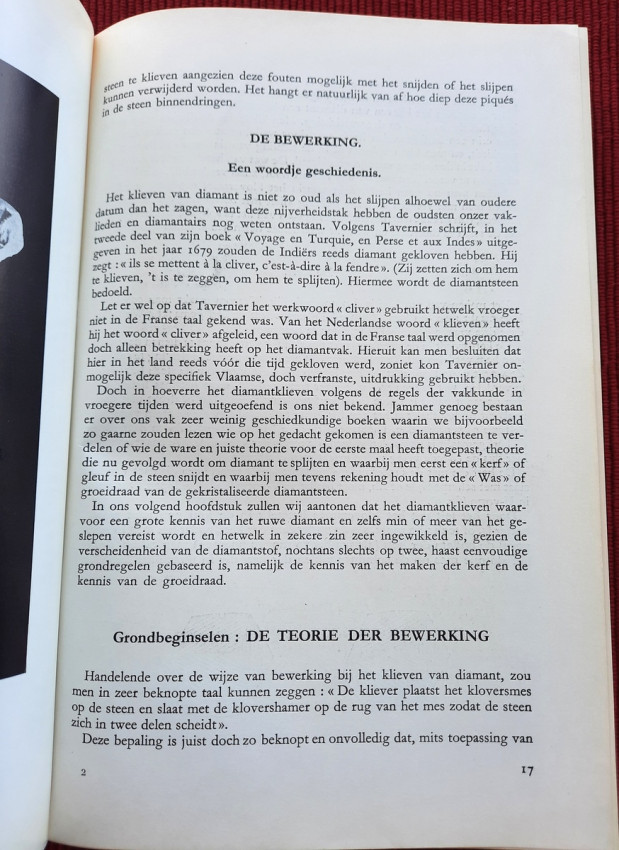 steen te klieven aangezien deze fouten mogelijk met het snijden of het slijpen
kunnen verwijderd worden. Het hangt er natuurlijk van af hoe diep deze piqués
in de steen binnendringen.
DE BEWERKING.
Een woordje geschiedenis.
Het klieven van diamant is niet zo oud als het slijpen alhoewel van oudere
datum dan het zagen, want deze nijverheidstak hebben de oudsten onzer vak-
lieden en diamantairs nog weten ontstaan. Volgens Tavernier schrijft, in het
tweede deel van zijn boek « Voyage en Turquie, en Perse et aux Indes» uitge-
geven in het jaar 1679 zouden de Indiërs reeds diamant gekloven hebben. Hij
zegt : « ils se mettent à la cliver, c'est-à-dire à la fendre». (Zij zetten zich om hem
te klieven, 't is te zeggen, om hem te splijten). Hiermee wordt de diamantsteen
bedoeld.
Let er wel op dat Tavernier het werkwoord « cliver» gebruikt hetwelk vroeger
niet in de Franse taal gekend was. Van het Nederlandse woord « klieven» heeft
hij het woord « cliver» afgeleid, een woord dat in de Franse taal werd opgenomen
doch alleen betrekking heeft op het diamantvak. Hieruit kan men besluiten dat
hier in het land reeds vóór die tijd gekloven werd, zoniet kon Tavernier on-
mogelijk deze specifiek Vlaamse, doch verfranste, uitdrukking gebruikt hebben.
Doch in hoeverre het diamantklieven volgens de regels der vakkunde in
vroegere tijden werd uitgeoefend is ons niet bekend. Jammer genoeg bestaan
er over ons vak zeer weinig geschiedkundige boeken waarin we bijvoorbeeld
zo gaarne zouden lezen wie op het gedacht gekomen is een diamantsteen te ver-
delen of wie de ware en juiste theorie voor de eerste maal heeft toegepast, theorie
die nu gevolgd wordt om diamant te splijten en waarbij men eerst een « kerf» of
gleuf in de steen snijdt en waarbij men tevens rekening houdt met de « Was» of
groeidraad van de gekristaliseerde diamantsteen.
In ons volgend hoofdstuk zullen wij aantonen dat het diamantklieven waar-
voor een grote kennis van het ruwe diamant en zelfs min of meer van het ge-
slepen vereist wordt en hetwelk in zekere zin zeer ingewikkeld is, gezien de
verscheidenheid van de diamantstof, nochtans slechts op twee, haast eenvoudige
grondregelen gebaseerd is, namelijk de kennis van het maken der kerf en de
kennis van de groeidraad.
Grondbeginselen : DE TEORIE DER BEWERKING
Handelende over de wijze van bewerking bij het klieven van diamant, zou
men in zeer beknopte taal kunnen zeggen : « De kliever plaatst het kloversmes
op de steen en slaat met de klovershamer op de rug van het mes zodat de steen
zich in twee delen scheidt».
Deze bepaling is juist doch zo beknopt en onvolledig dat, mits toepassing van
2
17